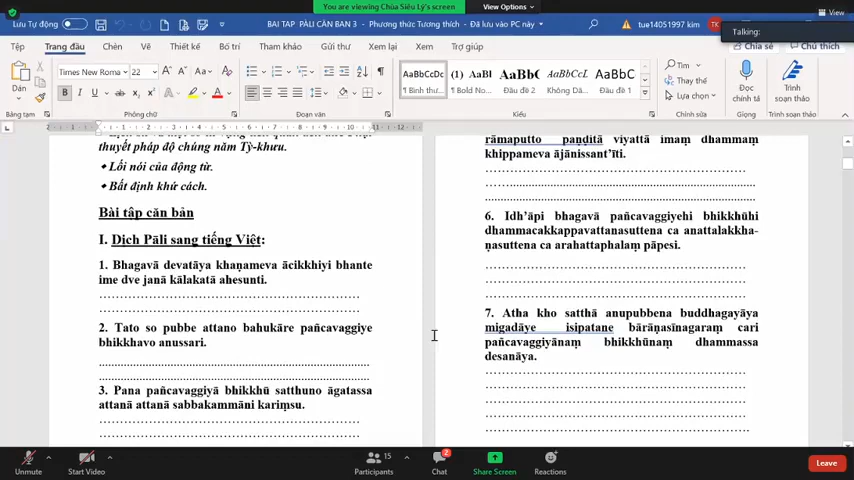 You are viewing Chùa Siêu Lý's screen
View Options
View
Lưu Tự động
BAI TAP PÀLI CĂN BAN 3 - Phương thức Tương thích • Đã lưu vào PC này
tue14051997 kim
TK
Talking:
Tệp
Trang đầu
Chèn
Vẽ
Thiết kế
Bố trí
Tham khảo
Gửi thư
Xem lại
Xem
Trợ giúp
Chia sẻ
Chú thích
Dán
Times New Roma
22
AaBbCcDc
(1) AaBl
AaBb(
AaBbCcL
AaBbCc
¶ Bình thư...
¶ Bold No...
Đầu đề 2
Không Dã...
Đầu đề 1
Tìm
Thay thế
Lựa chọn
Đọc chính tả
Trình soạn thảo
Bảng tạm
Phông chữ
Đoạn văn
Kiểu
Chỉnh sửa
Giọng nói
Trình soạn thảo
thuyết pháp độ chúng năm Tỳ-khưu.
◆ Lối nói của động từ.
◆ Bất định khứ cách.
Bài tập căn bản
I. Dịch Pāli sang tiếng Việt:
1. Bhagavā devatāya khaṇameva ācikkhiyi bhante
ime dve janā kālakatā ahesunti.
2. Tato so pubbe attano bahukāre pañcavaggiye
bhikkhavo anussari.
3. Pana pañcavaggiyā bhikkhū satthuno āgatassa
attanā attanā sabbakammāni kariṃsu.
rāmaputto paṇḍitā viyattā imaṃ dhammaṃ
khippameva ājānissant'īti.
6. Idh'āpi bhagavā pañcavaggiyehi bhikkhūhi
dhammacakkappavattanasuttena ca anattalakkha-
ṇasuttena ca arahattaphalaṃ pāpesi.
7. Atha kho satthā anupubbena buddhagayāya
migadāye isipatane bārāṇasīnagaraṃ cari
pañcavaggiyānaṃ bhikkhūnaṃ dhammassa
desanāya.
Unmute
Start Video
15
Participants
2
Chat
Share Screen
Reactions
Leave